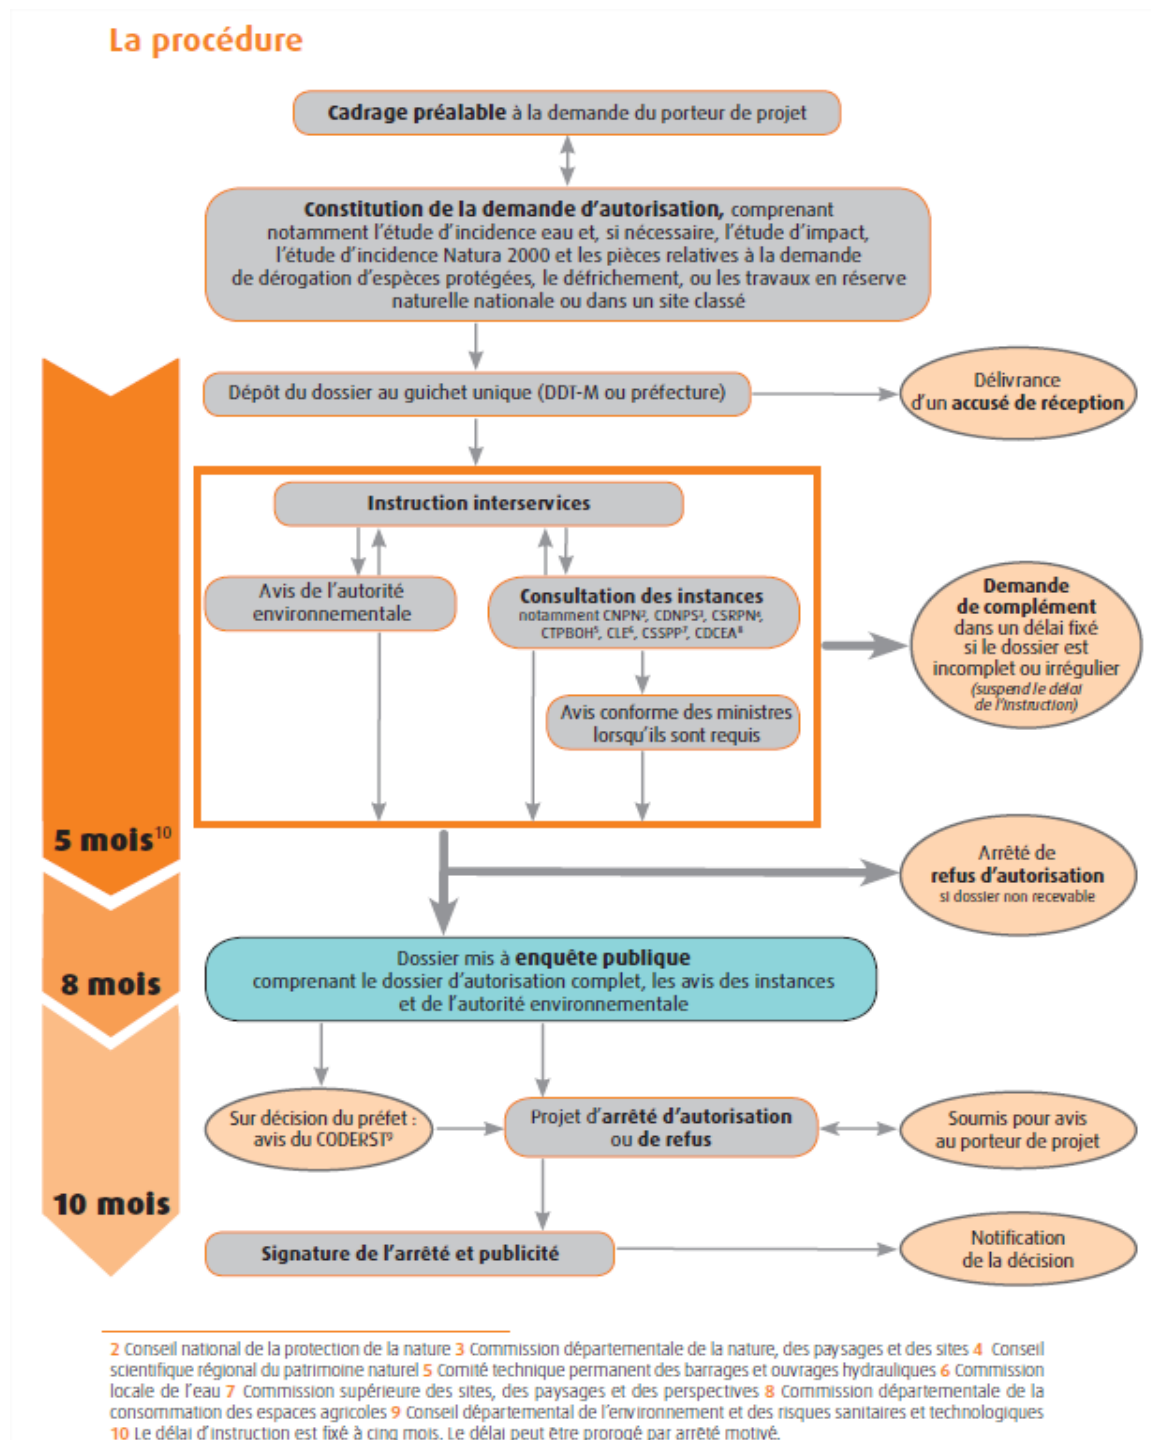 La procédure
Cadrage préalable à la demande du porteur de projet
Constitution de la demande d'autorisation, comprenant
notamment l'étude d'incidence eau et, si nécessaire, l'étude d'impact,
l'étude d'incidence Natura 2000 et les pièces relatives à la demande
de dérogation d'espèces protégées, le défrichement, ou les travaux en réserve
naturelle nationale ou dans un site classé
Dépôt du dossier au guichet unique (DDT-M ou préfecture)
Délivrance
d'un accusé de réception
Instruction interservices
Avis de l'autorité
environnementale
Consultation des instances
notamment CNPN², CDNPS³, CSRPN⁴,
CTPBOH⁵, CLE⁶, CSSPP⁷, CDCEA⁸
Avis conforme des ministres
lorsqu'ils sont requis
Demande
de complément
dans un délai fixé
si le dossier est
incomplet ou irrégulier
(suspend le délai
de l'instruction)
5 mois¹⁰
Arrêté de
refus d'autorisation
si dossier non recevable
Dossier mis à enquête publique
comprenant le dossier d'autorisation complet, les avis des instances
et de l'autorité environnementale
8 mois
Sur décision du préfet :
avis du CODERST⁹
Projet d'arrêté d'autorisation
ou de refus
Soumis pour avis
au porteur de projet
10 mois
Signature de l'arrêté et publicité
Notification
de la décision
2 Conseil national de la protection de la nature 3 Commission départementale de la nature, des paysages et des sites 4 Conseil
scientifique régional du patrimoine naturel 5 Comité technique permanent des barrages et ouvrages hydrauliques 6 Commission
locale de l'eau 7 Commission supérieure des sites, des paysages et des perspectives 8 Commission départementale de la
consommation des espaces agricoles 9 Conseil départemental de l'environnement et des risques sanitaires et technologiques
10 Le délai d'instruction est fixé à cinq mois. Le délai peut être prorogé par arrêté motivé.